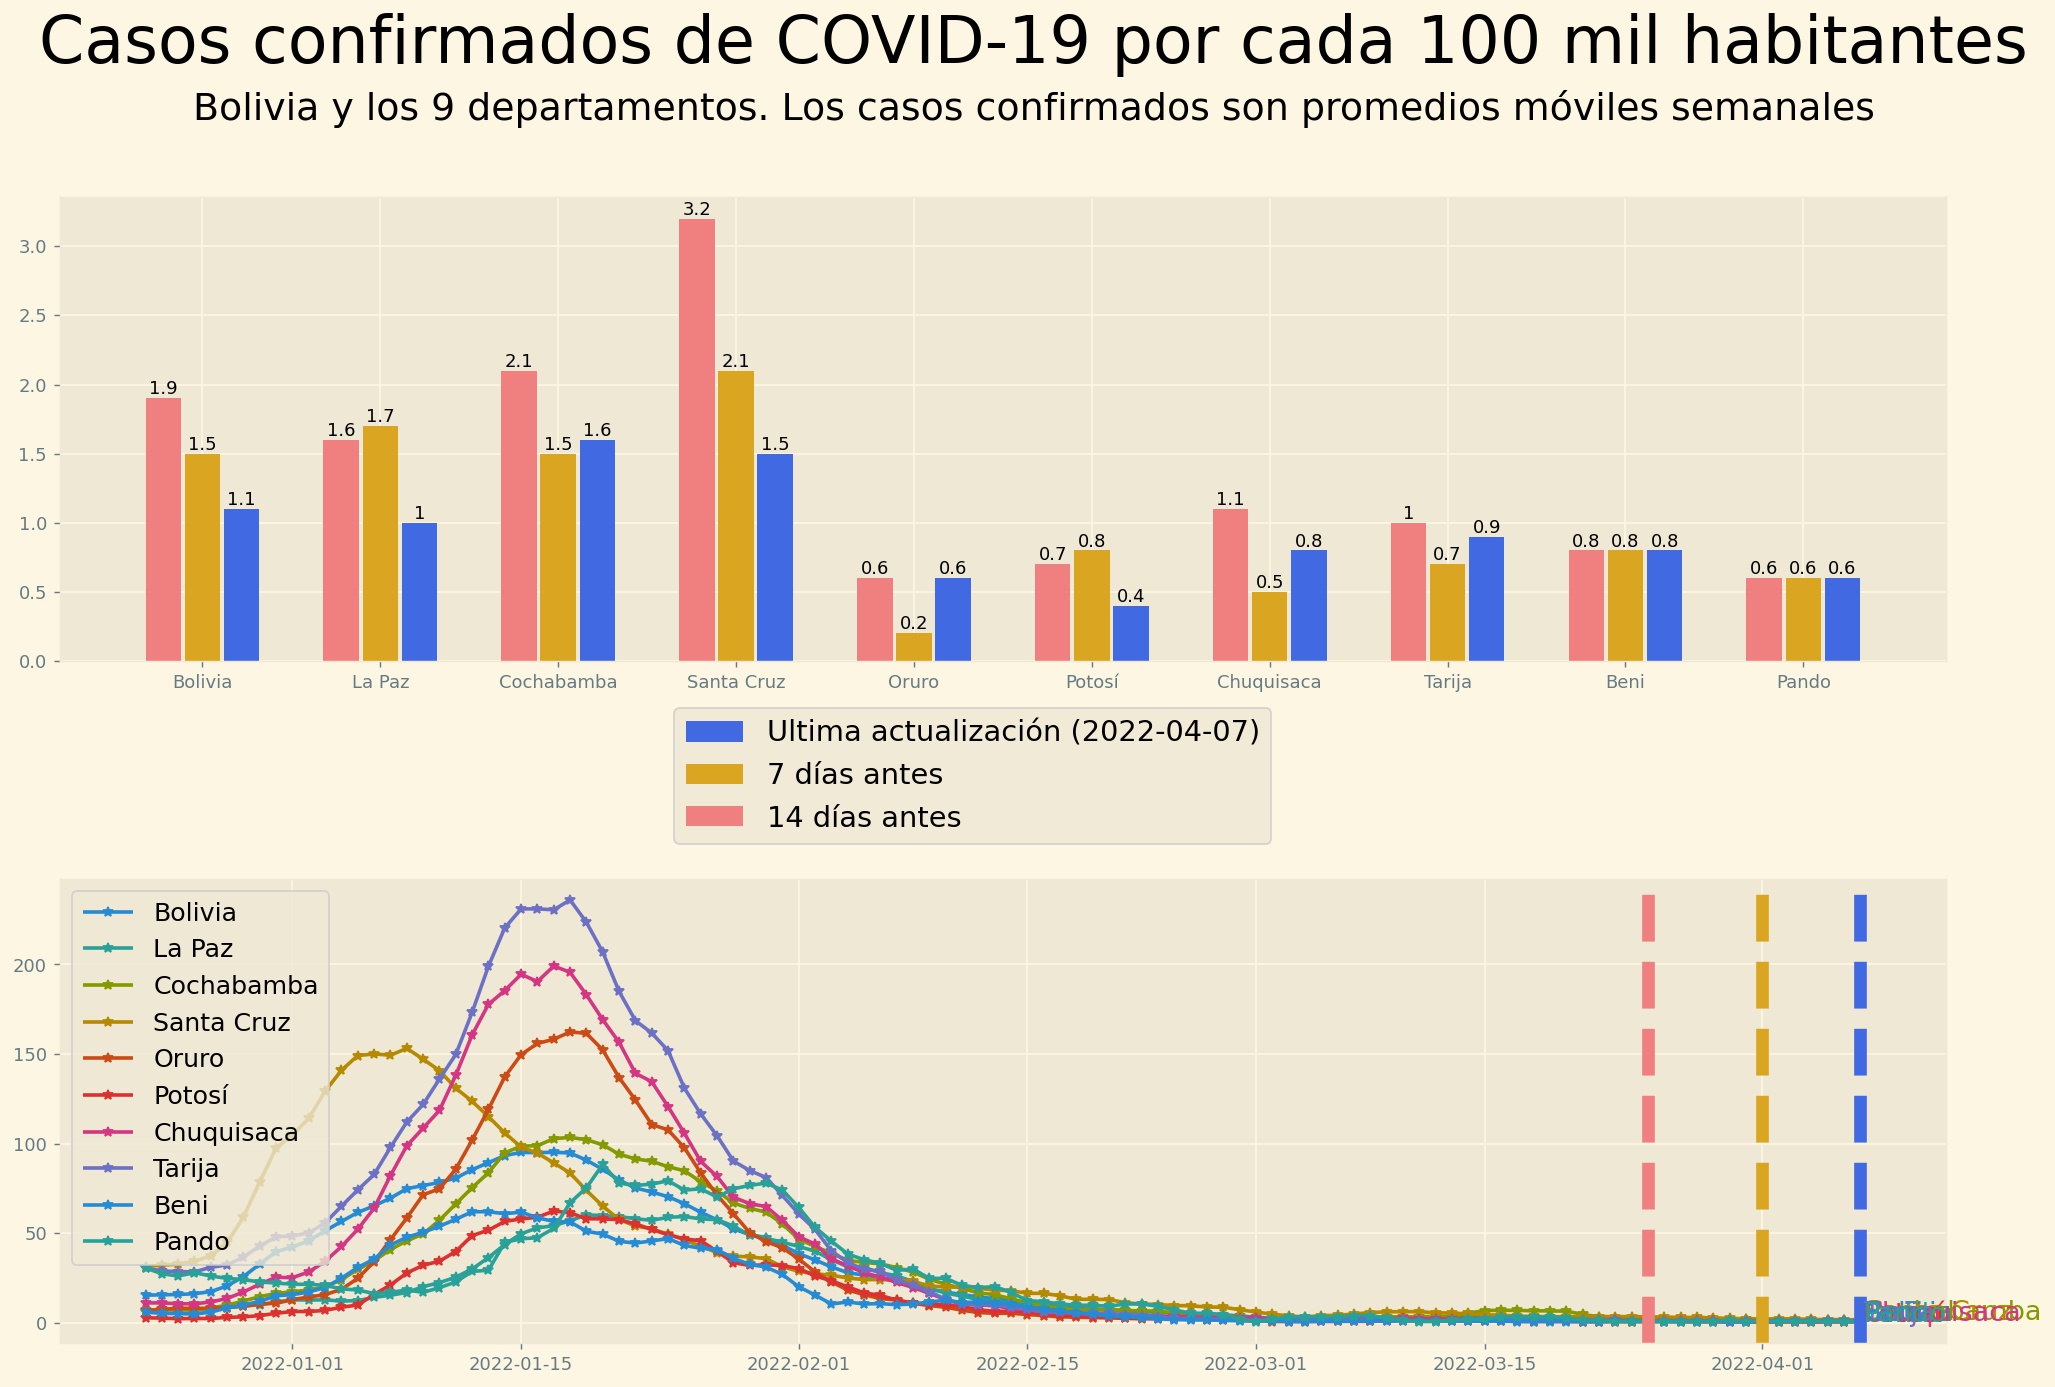 Casos confirmados de COVID-19 por cada 100 mil habitantes
Bolivia y los 9 departamentos. Los casos confirmados son promedios móviles semanales
3.0
2.5
2.0
1.5
1.0
0.5
0.0
1.9 1.5 1.1
1.6 1.7 1
2.1 1.5 1.6
3.2 2.1 1.5
0.6 0.2 0.6
0.7 0.8 0.4
1.1 0.5 0.8
1 0.7 0.9
0.8 0.8 0.8
0.6 0.6 0.6
Bolivia La Paz Cochabamba Santa Cruz Oruro Potosí Chuquisaca Tarija Beni Pando
Ultima actualización (2022-04-07)
7 días antes
14 días antes
200
150
100
50
0
Bolivia
La Paz
Cochabamba
Santa Cruz
Oruro
Potosí
Chuquisaca
Tarija
Beni
Pando
2022-01-01 2022-01-15 2022-02-01 2022-02-15 2022-03-01 2022-03-15 2022-04-01